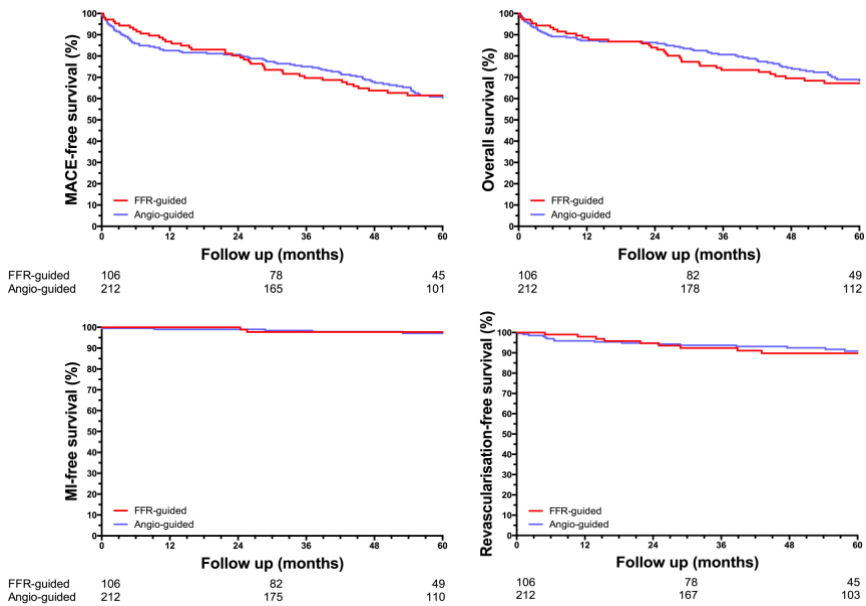 MACE-free survival (%)
100
90
80
70
60
50
40
30
20
10
0
FFR-guided
Angio-guided
0 12 24 36 48 60
Follow up (months)
FFR-guided 106 78 45
Angio-guided 212 165 101
Overall survival (%)
100
90
80
70
60
50
40
30
20
10
0
FFR-guided
Angio-guided
0 12 24 36 48 60
Follow up (months)
106 82 49
212 178 112
MI-free survival (%)
100
90
80
70
60
50
40
30
20
10
0
FFR-guided
Angio-guided
0 12 24 36 48 60
Follow up (months)
FFR-guided 106 82 49
Angio-guided 212 175 110
Revascularisation-free survival (%)
100
90
80
70
60
50
40
30
20
10
0
FFR-guided
Angio-guided
0 12 24 36 48 60
Follow up (months)
106 78 45
212 167 103